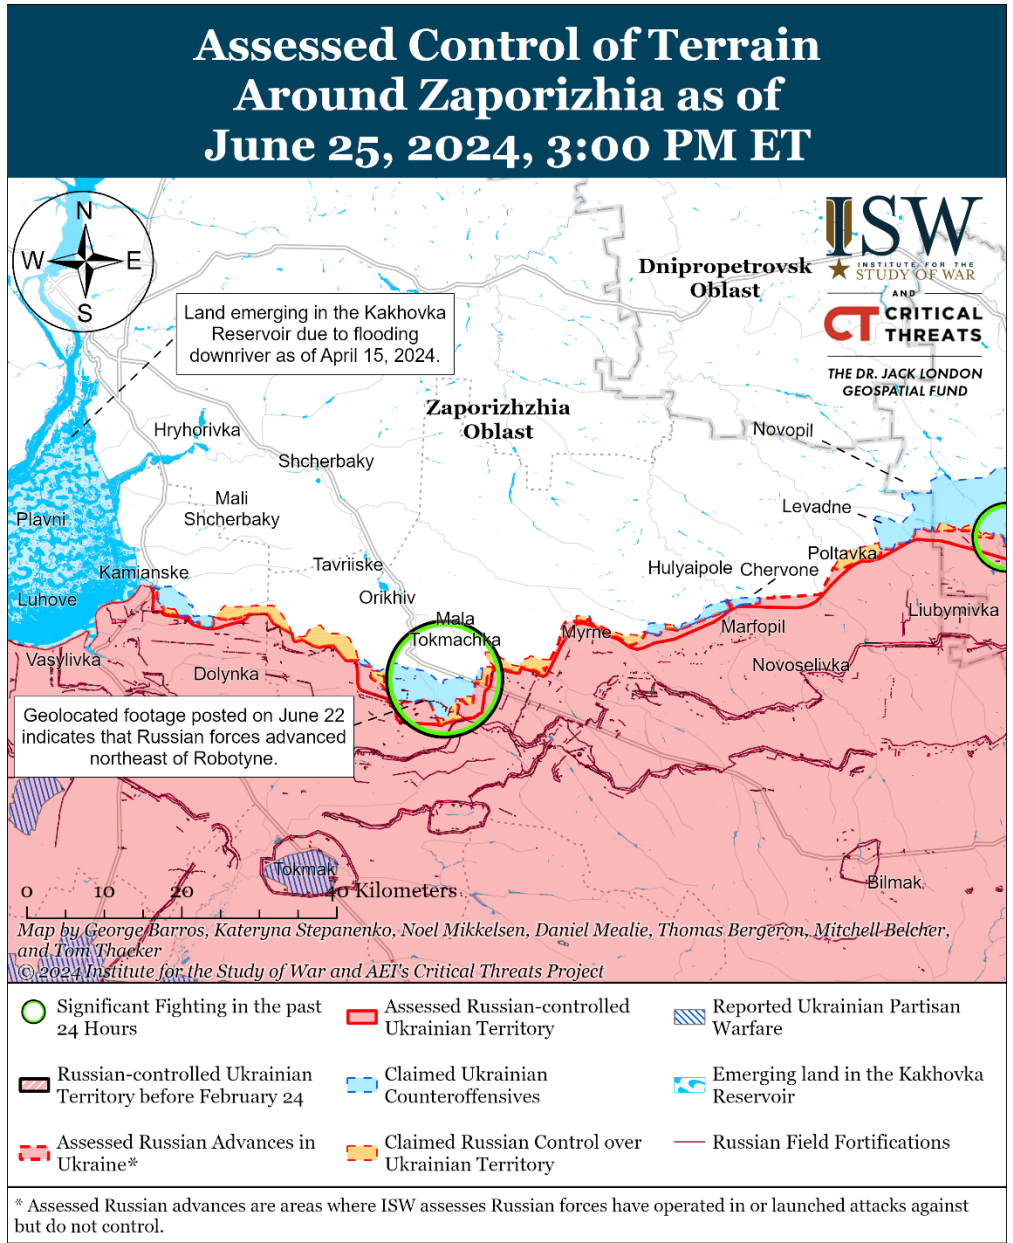 Assessed Control of Terrain
Around Zaporizhia as of
June 25, 2024, 3:00 PM ET
N
W
E
S
ISW
INSTITUTE FOR THE
STUDY OF WAR
AND
CT CRITICAL
THREATS
THE DR. JACK LONDON
GEOSPATIAL FUND
Dnipropetrovsk
Oblast
Land emerging in the Kakhovka
Reservoir due to flooding
downriver as of April 15, 2024.
Zaporizhzhia
Oblast
Hryhorivka
Novopil
Shcherbaky
Mali
Shcherbaky
Levadne
Plavni
Poltavka
Tavriiske
Hulyaipole
Chervone
Kamianske
Orikhiv
Luhove
Liubymivka
Mala
Tokmachka
Myrne
Marfopil
Vasylivka
Dolynka
Novoselivka
Geolocated footage posted on June 22
indicates that Russian forces advanced
northeast of Robotyne.
Tokmak
Bilmak
0 10 20 40 Kilometers
Map by George Barros, Kateryna Stepanenko, Noel Mikkelsen, Daniel Mealie, Thomas Bergeron, Mitchell Belcher,
and Tom Thacker
© 2024 Institute for the Study of War and AEI's Critical Threats Project
Significant Fighting in the past
24 Hours
Russian-controlled Ukrainian
Territory before February 24
Assessed Russian Advances in
Ukraine*
Assessed Russian-controlled
Ukrainian Territory
Claimed Ukrainian
Counteroffensives
Claimed Russian Control over
Ukrainian Territory
Reported Ukrainian Partisan
Warfare
Emerging land in the Kakhovka
Reservoir
Russian Field Fortifications
* Assessed Russian advances are areas where ISW assesses Russian forces have operated in or launched attacks against
but do not control.